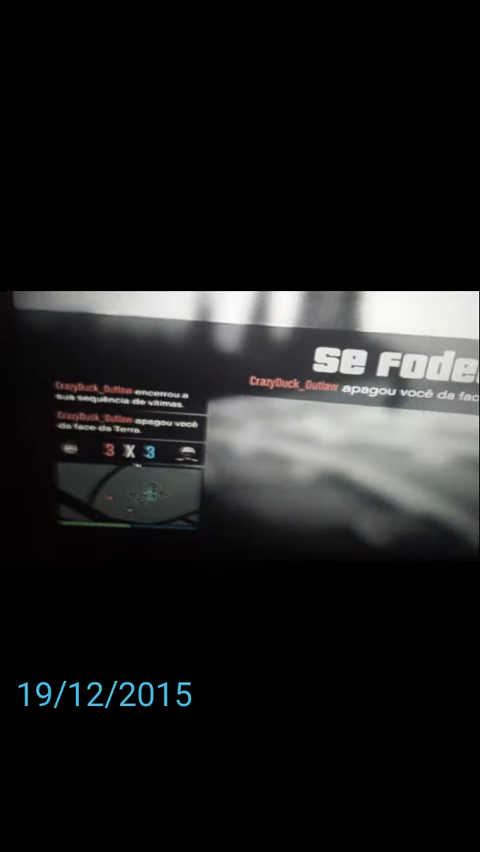 se fode
CrazyDuck_Outlaw apagou você da fac
CrazyDuck_Outlaw encerrou a
sua sequência de vítimas.
CrazyDuck_Outlaw apagou você
da face da Terra.
3 X 3
19/12/2015